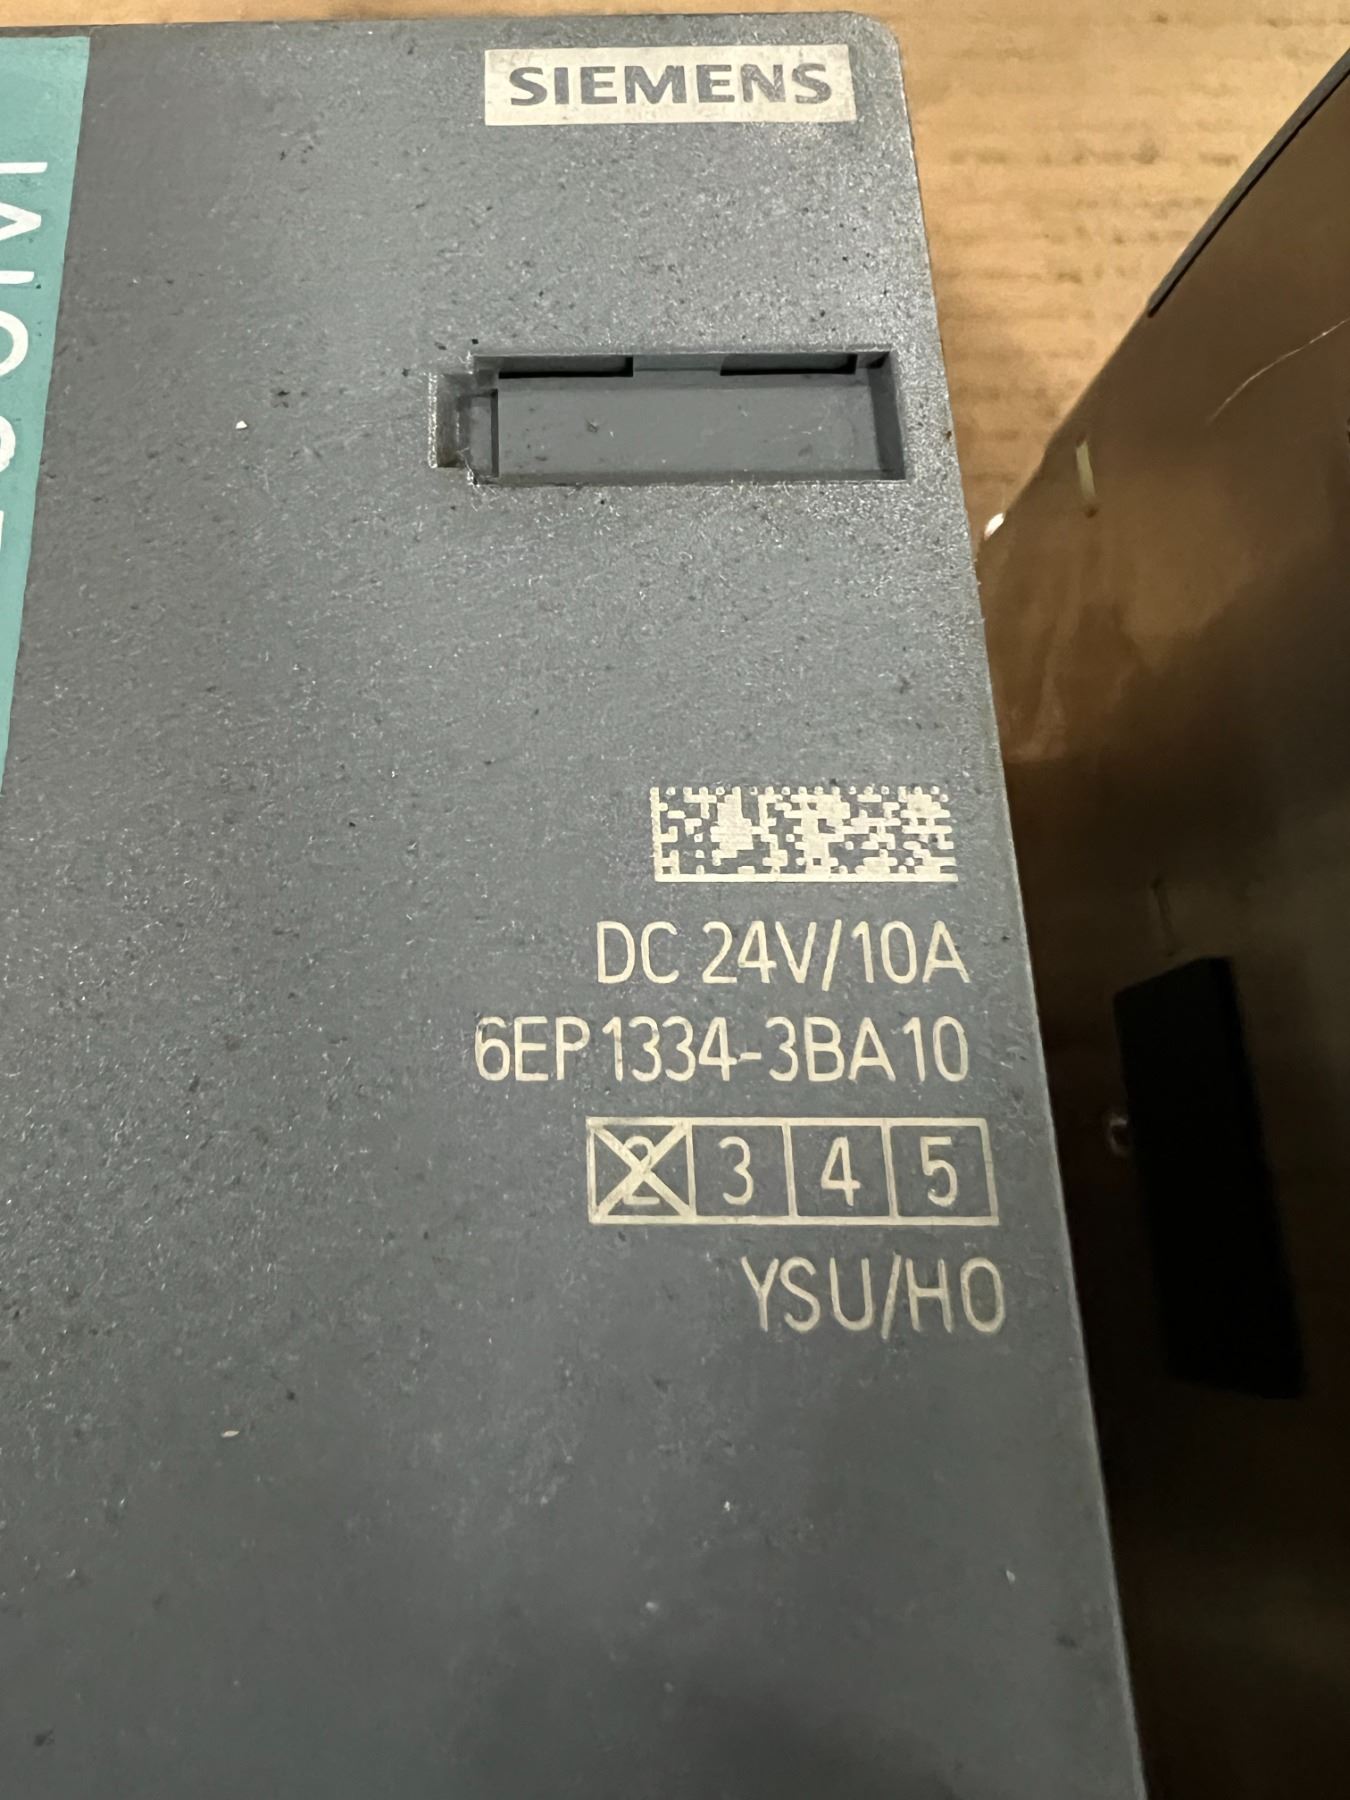 SIEMENS
DC 24V/10A
6EP1334-3BA10
2 3 4 5
YSU/HO